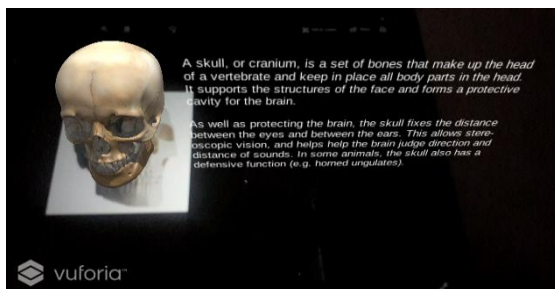 A skull, or cranium, is a set of bones that make up the head
of a vertebrate and keep in place all body parts in the head.
It supports the structures of the face and forms a protective
cavity for the brain.
As well as protecting the brain, the skull fixes the distance
between the eyes and between the ears. This allows stere-
oscopic vision, and helps help the brain judge direction and
distance of sounds. In some animals, the skull also has a
defensive function (e.g. horned ungulates).
vuforia™